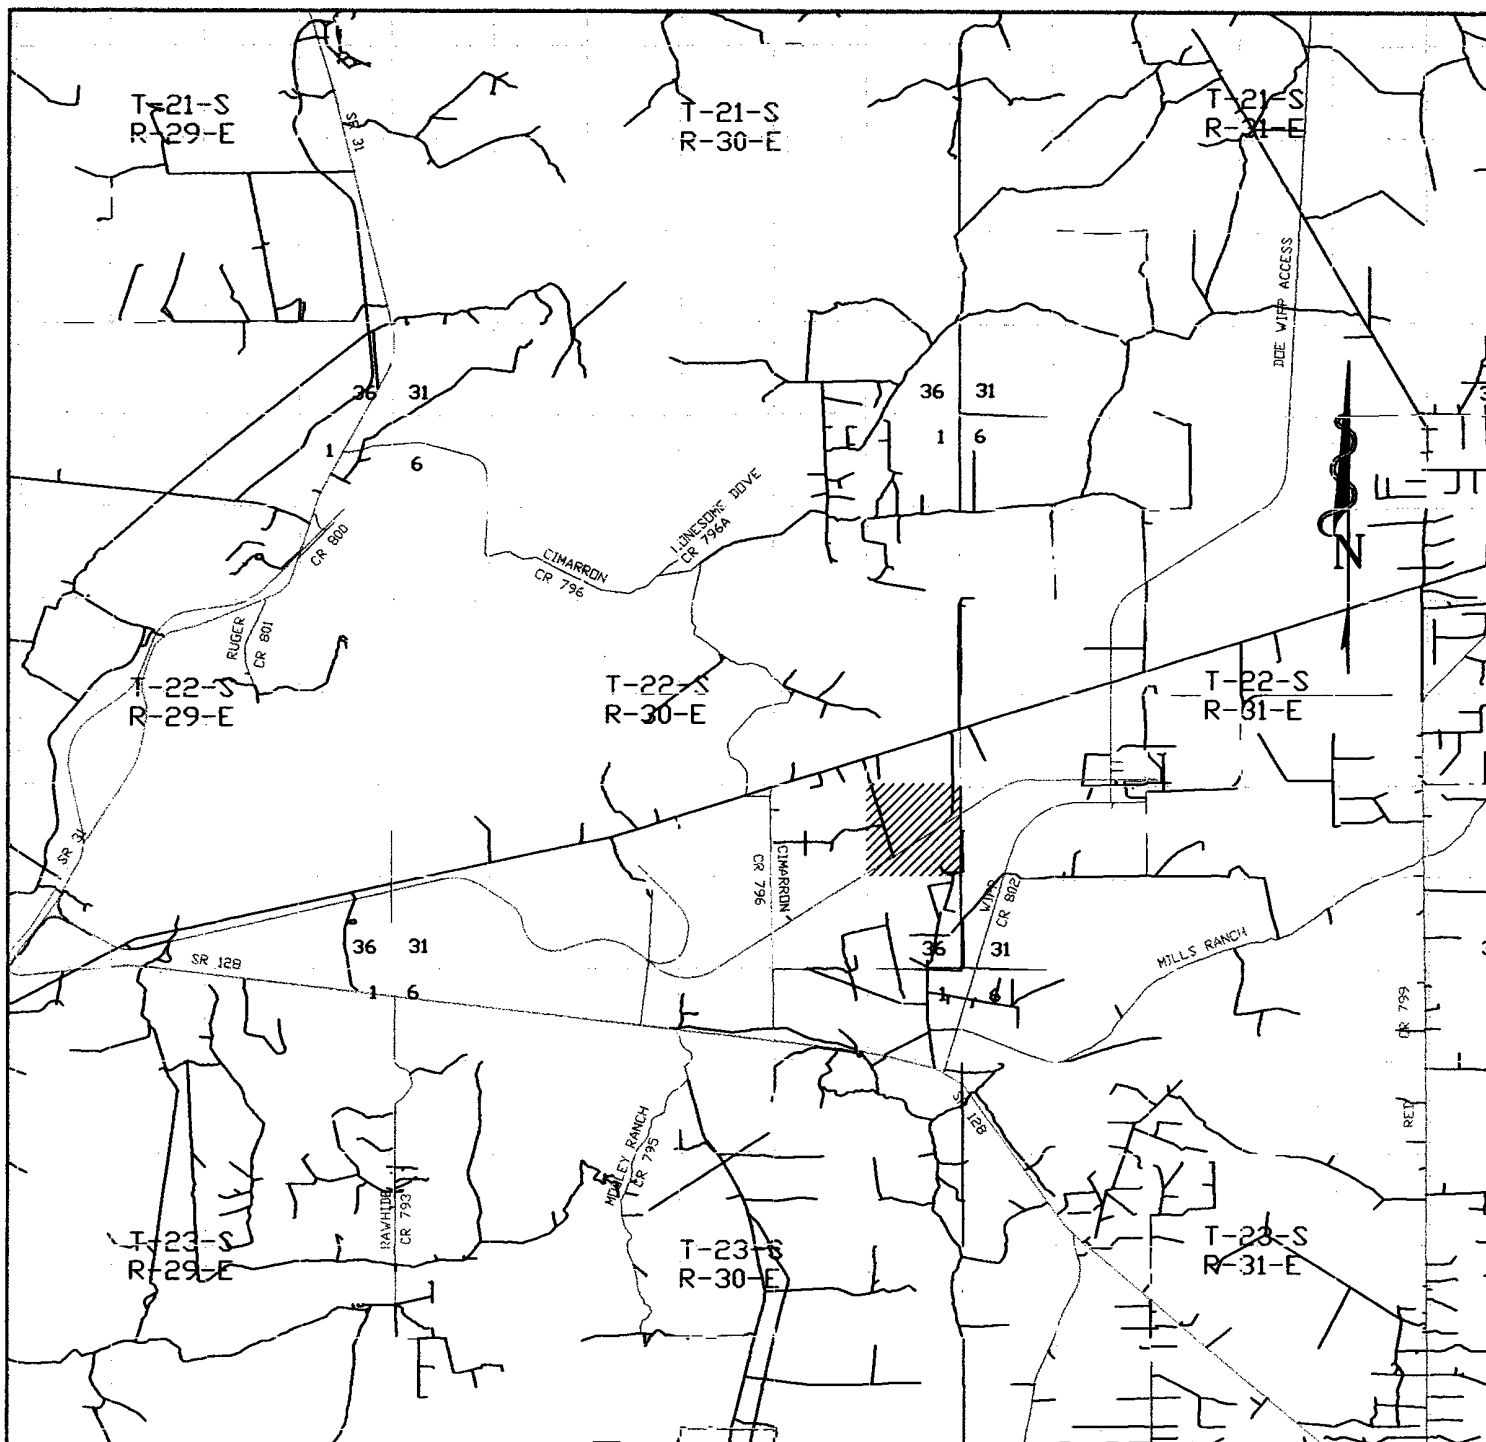 T-21-S
R-29-E
T-21-S
R-30-E
T-21-S
R-31-E
SR 31
DOE WIPP ACCESS
36 31
1 6
36 31
1 6
LONESOME DOVE
CR 796A
CIMARRON
CR 796
CR 800
N
RUGER
CR 801
T-22-S
R-29-E
T-22-S
R-30-E
T-22-S
R-31-E
SR 31
CIMARRON
CR 796
WIPP
CR 802
MILLS RANCH
36 31
1 6
36 31
1 6
SR 128
CR 799
RED
SR 128
MOBLEY RANCH
CR 795
RAWHIDE
CR 793
T-23-S
R-29-E
T-23-S
R-30-E
T-23-S
R-31-E